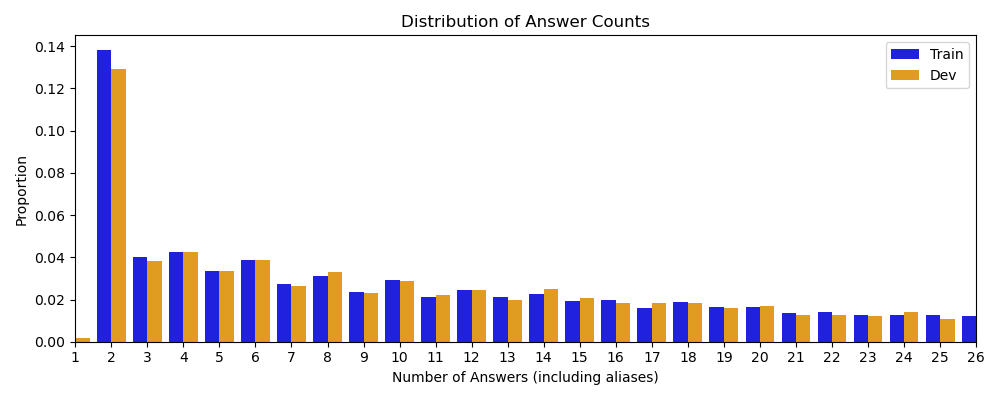 Distribution of Answer Counts
Train
Dev
Proportion
0.14
0.12
0.10
0.08
0.06
0.04
0.02
0.00
1 2 3 4 5 6 7 8 9 10 11 12 13 14 15 16 17 18 19 20 21 22 23 24 25 26
Number of Answers (including aliases)